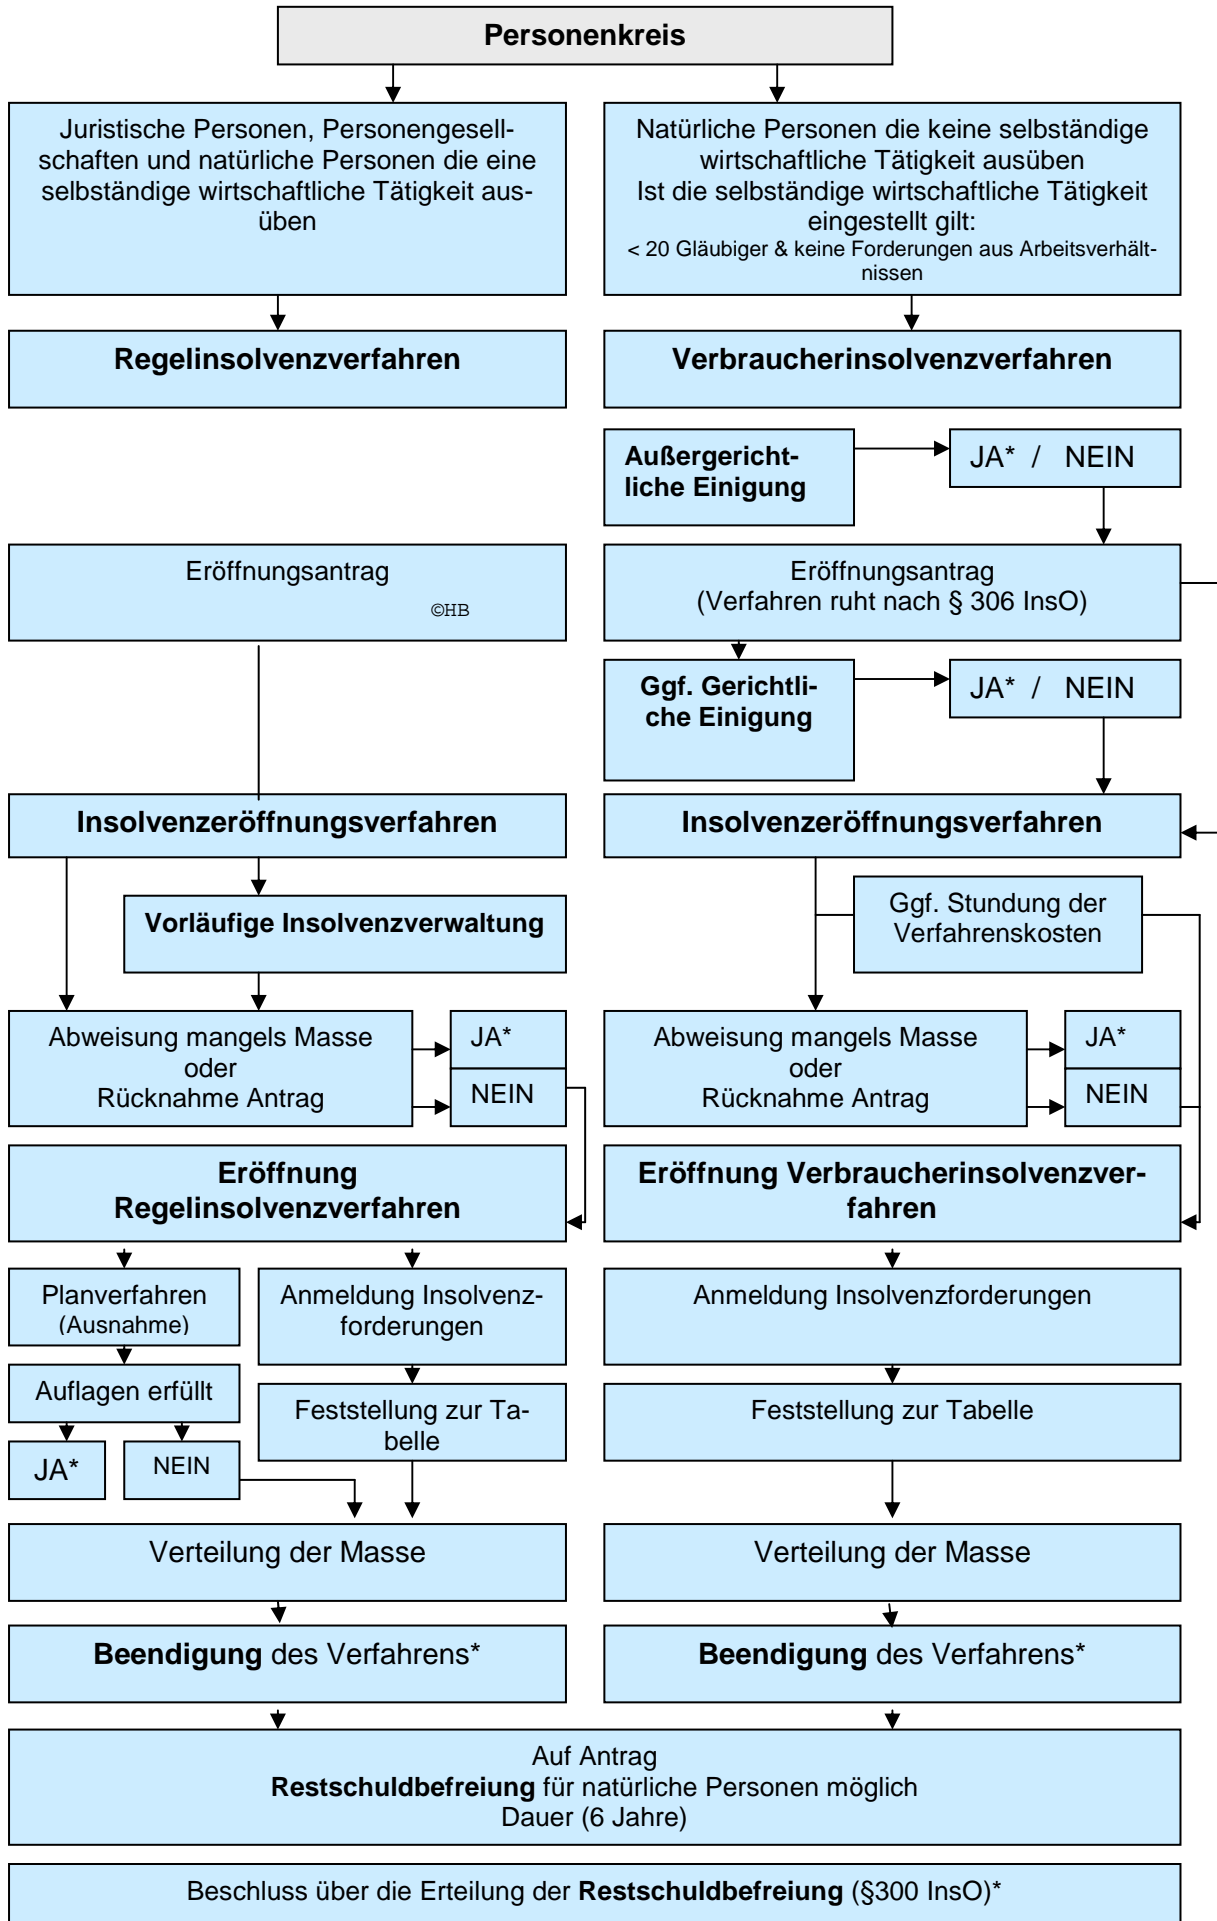 Personenkreis
Juristische Personen, Personengesell-
schaften und natürliche Personen die eine
selbständige wirtschaftliche Tätigkeit aus-
üben
Natürliche Personen die keine selbständige
wirtschaftliche Tätigkeit ausüben
Ist die selbständige wirtschaftliche Tätigkeit
eingestellt gilt:
< 20 Gläubiger & keine Forderungen aus Arbeitsverhält-
nissen
Regelinsolvenzverfahren
Verbraucherinsolvenzverfahren
Außergericht-
liche Einigung
JA* / NEIN
Eröffnungsantrag
©HB
Eröffnungsantrag
(Verfahren ruht nach § 306 InsO)
Ggf. Gerichtli-
che Einigung
JA* / NEIN
Insolvenzeröffnungsverfahren
Insolvenzeröffnungsverfahren
Vorläufige Insolvenzverwaltung
Ggf. Stundung der
Verfahrenskosten
Abweisung mangels Masse
oder
Rücknahme Antrag
JA*
NEIN
Abweisung mangels Masse
oder
Rücknahme Antrag
JA*
NEIN
Eröffnung
Regelinsolvenzverfahren
Eröffnung Verbraucherinsolvenzver-
fahren
Planverfahren
(Ausnahme)
Anmeldung Insolvenz-
forderungen
Anmeldung Insolvenzforderungen
Auflagen erfüllt
Feststellung zur Ta-
belle
Feststellung zur Tabelle
JA*
NEIN
Verteilung der Masse
Verteilung der Masse
Beendigung des Verfahrens*
Beendigung des Verfahrens*
Auf Antrag
Restschuldbefreiung für natürliche Personen möglich
Dauer (6 Jahre)
Beschluss über die Erteilung der Restschuldbefreiung (§300 InsO)*